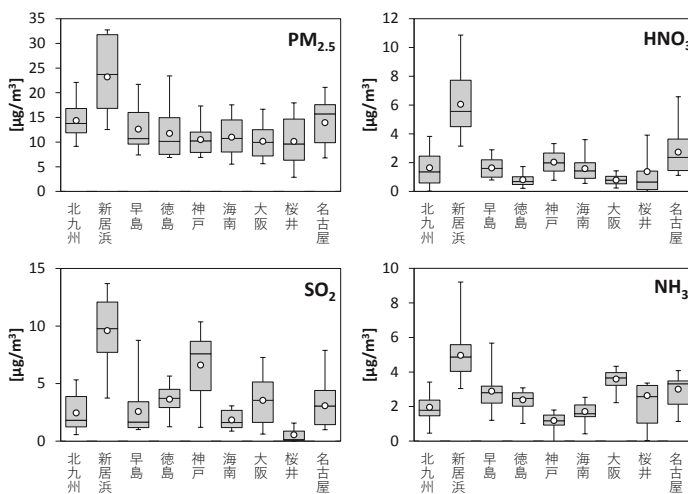 PM2.5
[µg/m³]
35
30
25
20
15
10
5
0
北九州
新居浜
早島
徳島
神戸
海南
大阪
桜井
名古屋
HNO3
[µg/m³]
12
10
8
6
4
2
0
北九州
新居浜
早島
徳島
神戸
海南
大阪
桜井
名古屋
SO2
[µg/m³]
15
10
5
0
北九州
新居浜
早島
徳島
神戸
海南
大阪
桜井
名古屋
NH3
[µg/m³]
10
8
6
4
2
0
北九州
新居浜
早島
徳島
神戸
海南
大阪
桜井
名古屋